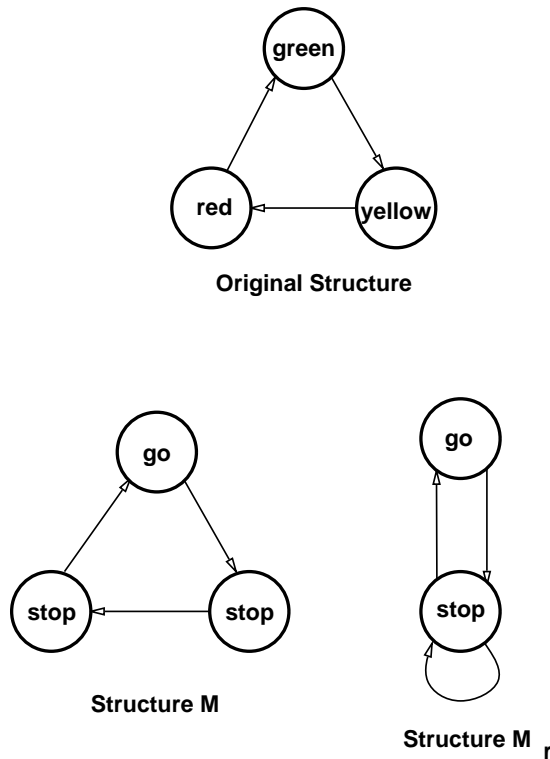 green
red
yellow
Original Structure
go
stop
stop
Structure M
go
stop
Structure M r